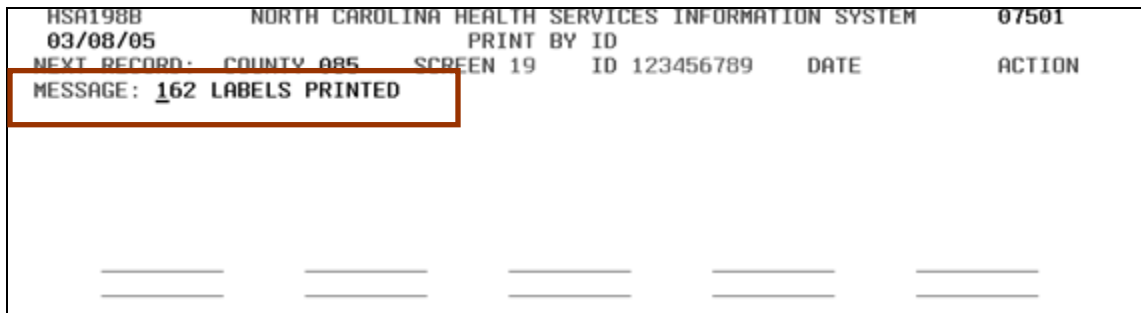 HSA198B NORTH CAROLINA HEALTH SERVICES INFORMATION SYSTEM 07501
03/08/05 PRINT BY ID
NEXT RECORD: COUNTY 085 SCREEN 19 ID 123456789 DATE ACTION
MESSAGE: 162 LABELS PRINTED